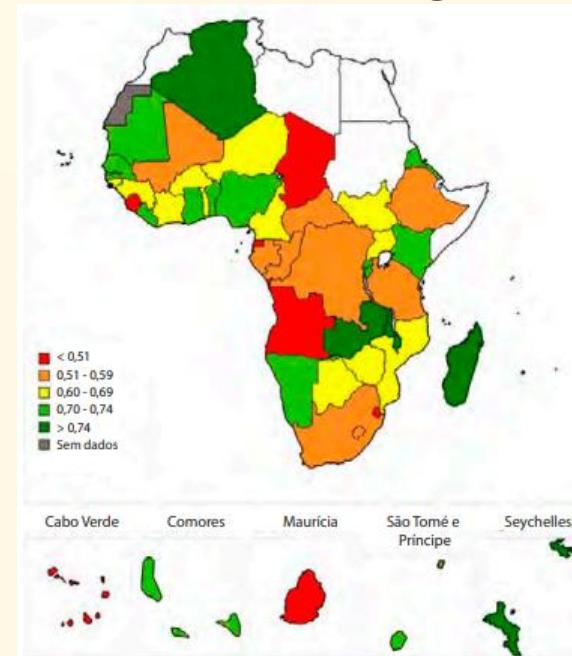 < 0,51
0,51 - 0,59
0,60 - 0,69
0,70 - 0,74
> 0,74
Sem dados
Cabo Verde
Comores
Maurícia
São Tomé e
Príncipe
Seychelles